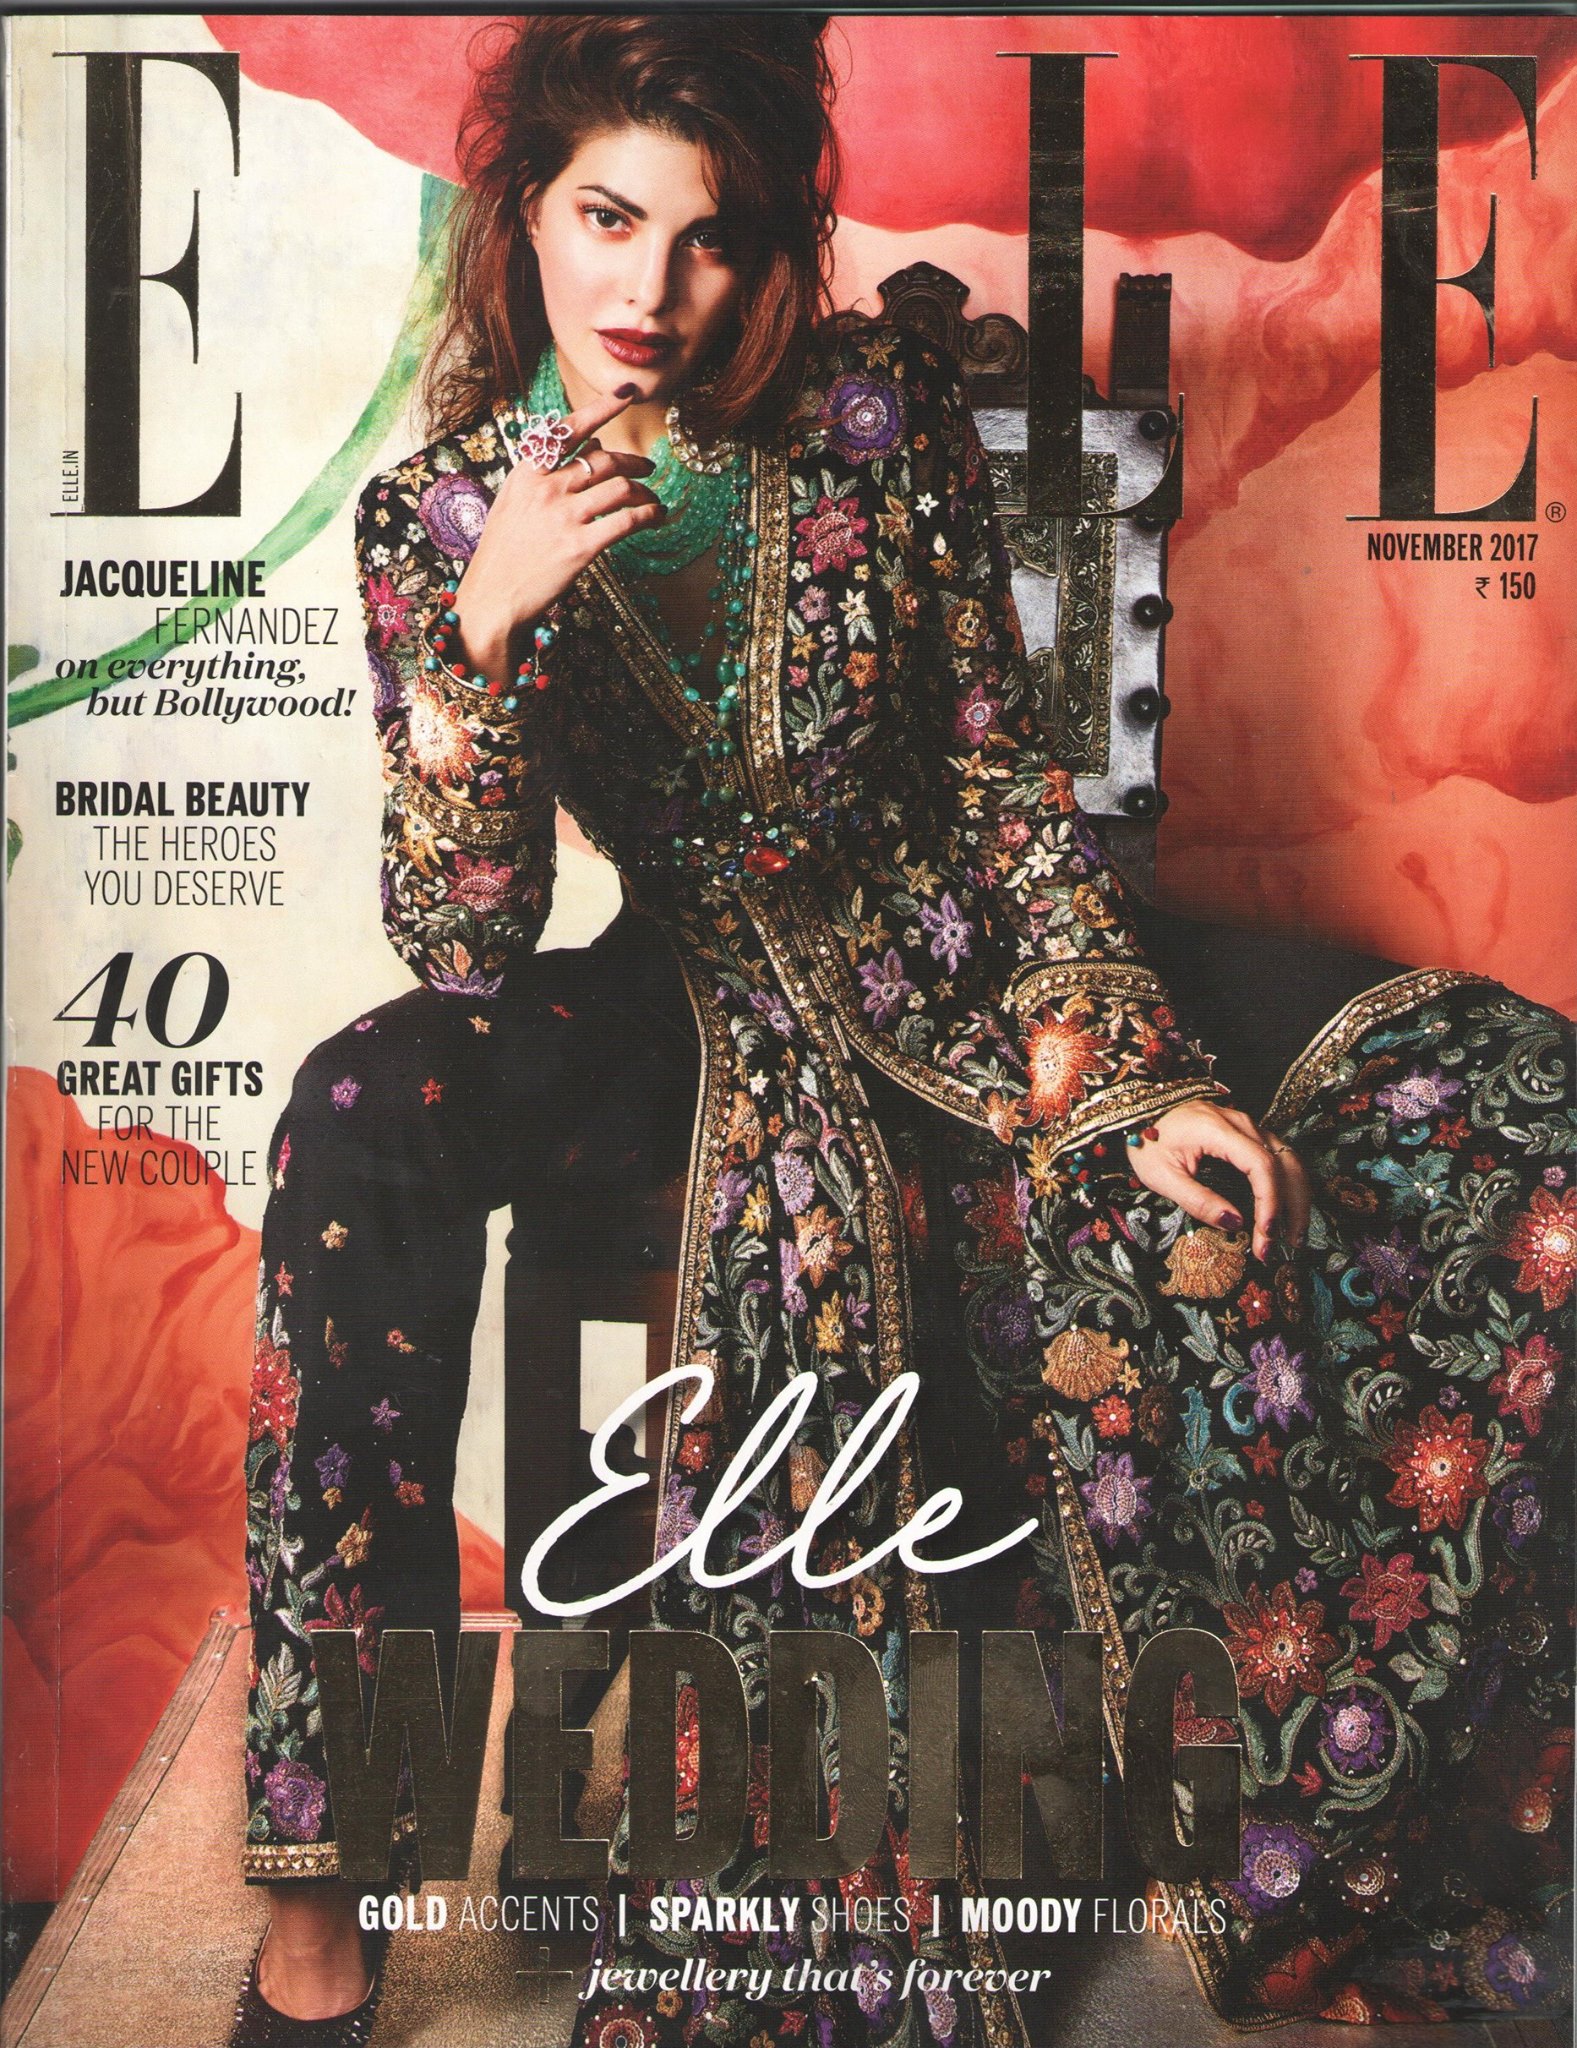 ELLE
®
ELLE.IN
NOVEMBER 2017
₹ 150
JACQUELINE
FERNANDEZ
on everything,
but Bollywood!
BRIDAL BEAUTY
THE HEROES
YOU DESERVE
40
GREAT GIFTS
FOR THE
NEW COUPLE
Elle
WEDDING
GOLD ACCENTS | SPARKLY SHOES | MOODY FLORALS
+ jewellery that's forever